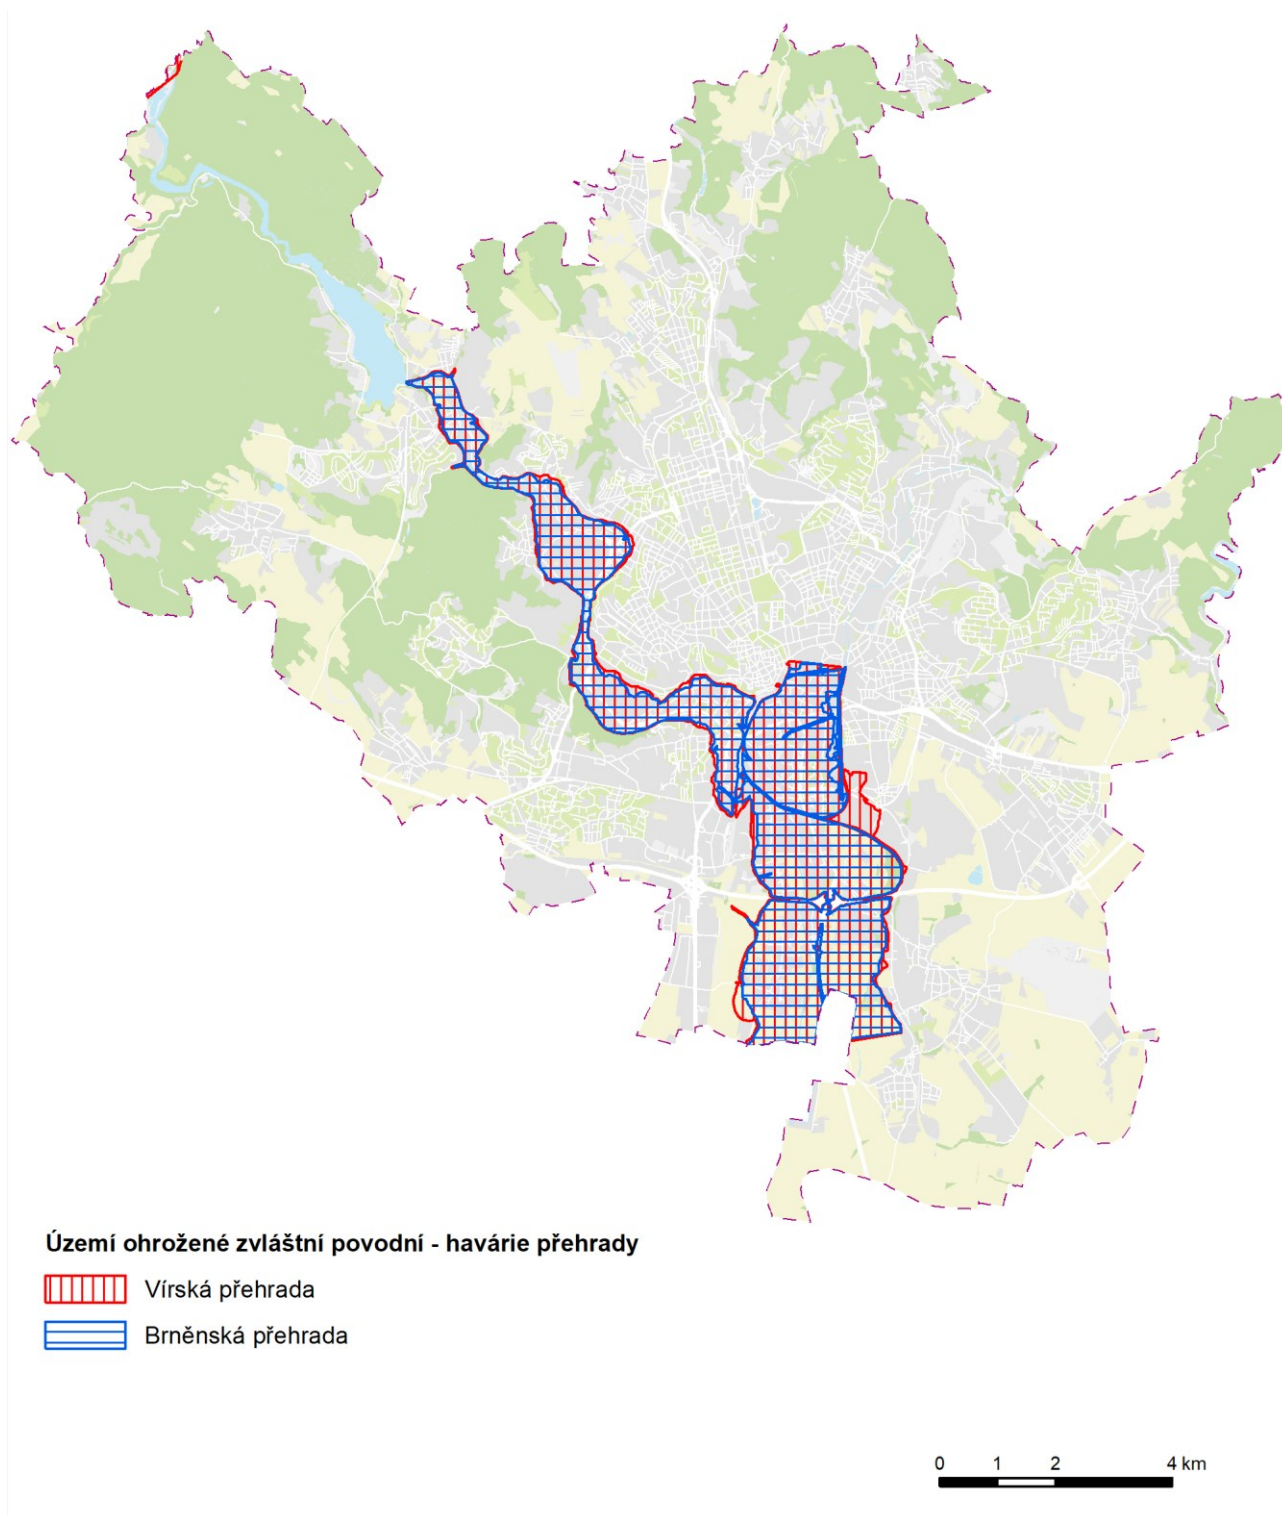 Území ohrožené zvláštní povodní - havárie přehrady
Vírská přehrada
Brněnská přehrada
0 1 2 4 km